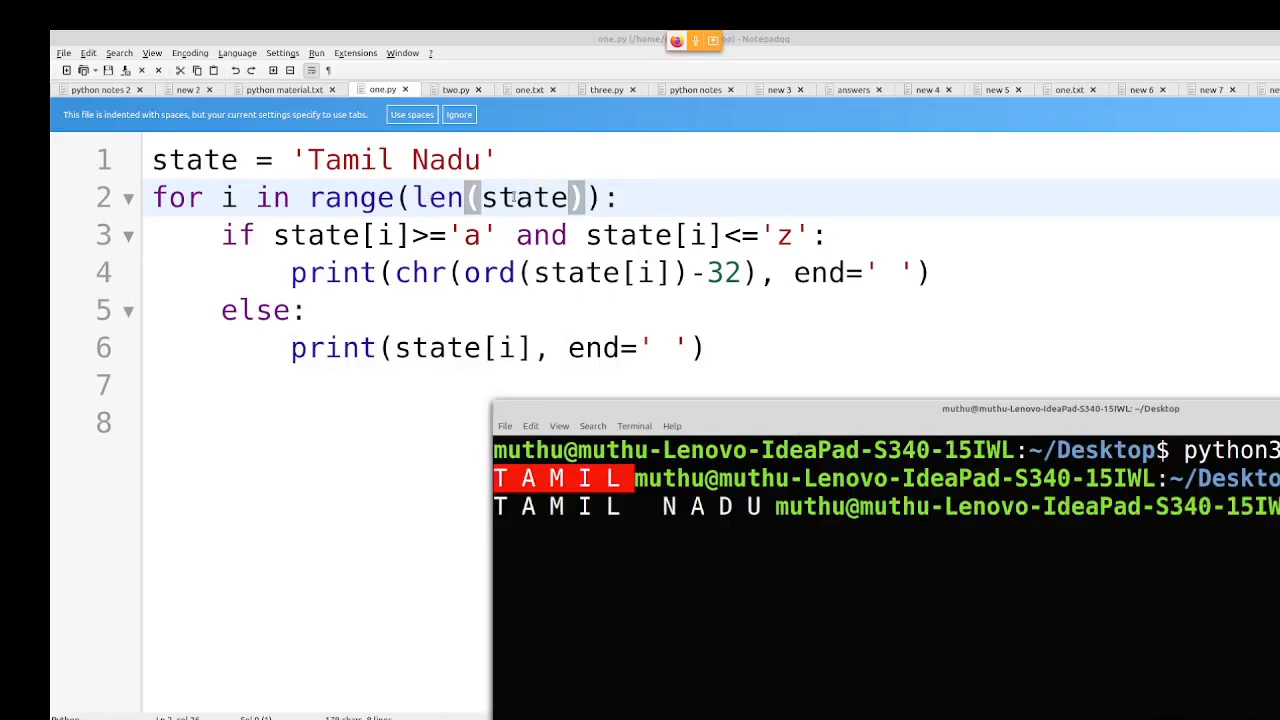 one.py (/home/ op) - Notepadqq
File Edit Search View Encoding Language Settings Run Extensions Window ?
python notes 2 new 2 python material.txt one.py two.py one.txt three.py python notes new 3 answers new 4 new 5 one.txt new 6 new 7
This file is indented with spaces, but your current settings specify to use tabs. Use spaces Ignore
1 state = 'Tamil Nadu'
2 for i in range(len(state)):
3 if state[i]>='a' and state[i]<='z':
4 print(chr(ord(state[i])-32), end=' ')
5 else:
6 print(state[i], end=' ')
7
8
muthu@muthu-Lenovo-IdeaPad-S340-15IWL: ~/Desktop
File Edit View Search Terminal Help
muthu@muthu-Lenovo-IdeaPad-S340-15IWL:~/Desktop$ python3
T A M I L muthu@muthu-Lenovo-IdeaPad-S340-15IWL:~/Deskto
T A M I L   N A D U muthu@muthu-Lenovo-IdeaPad-S340-15IW